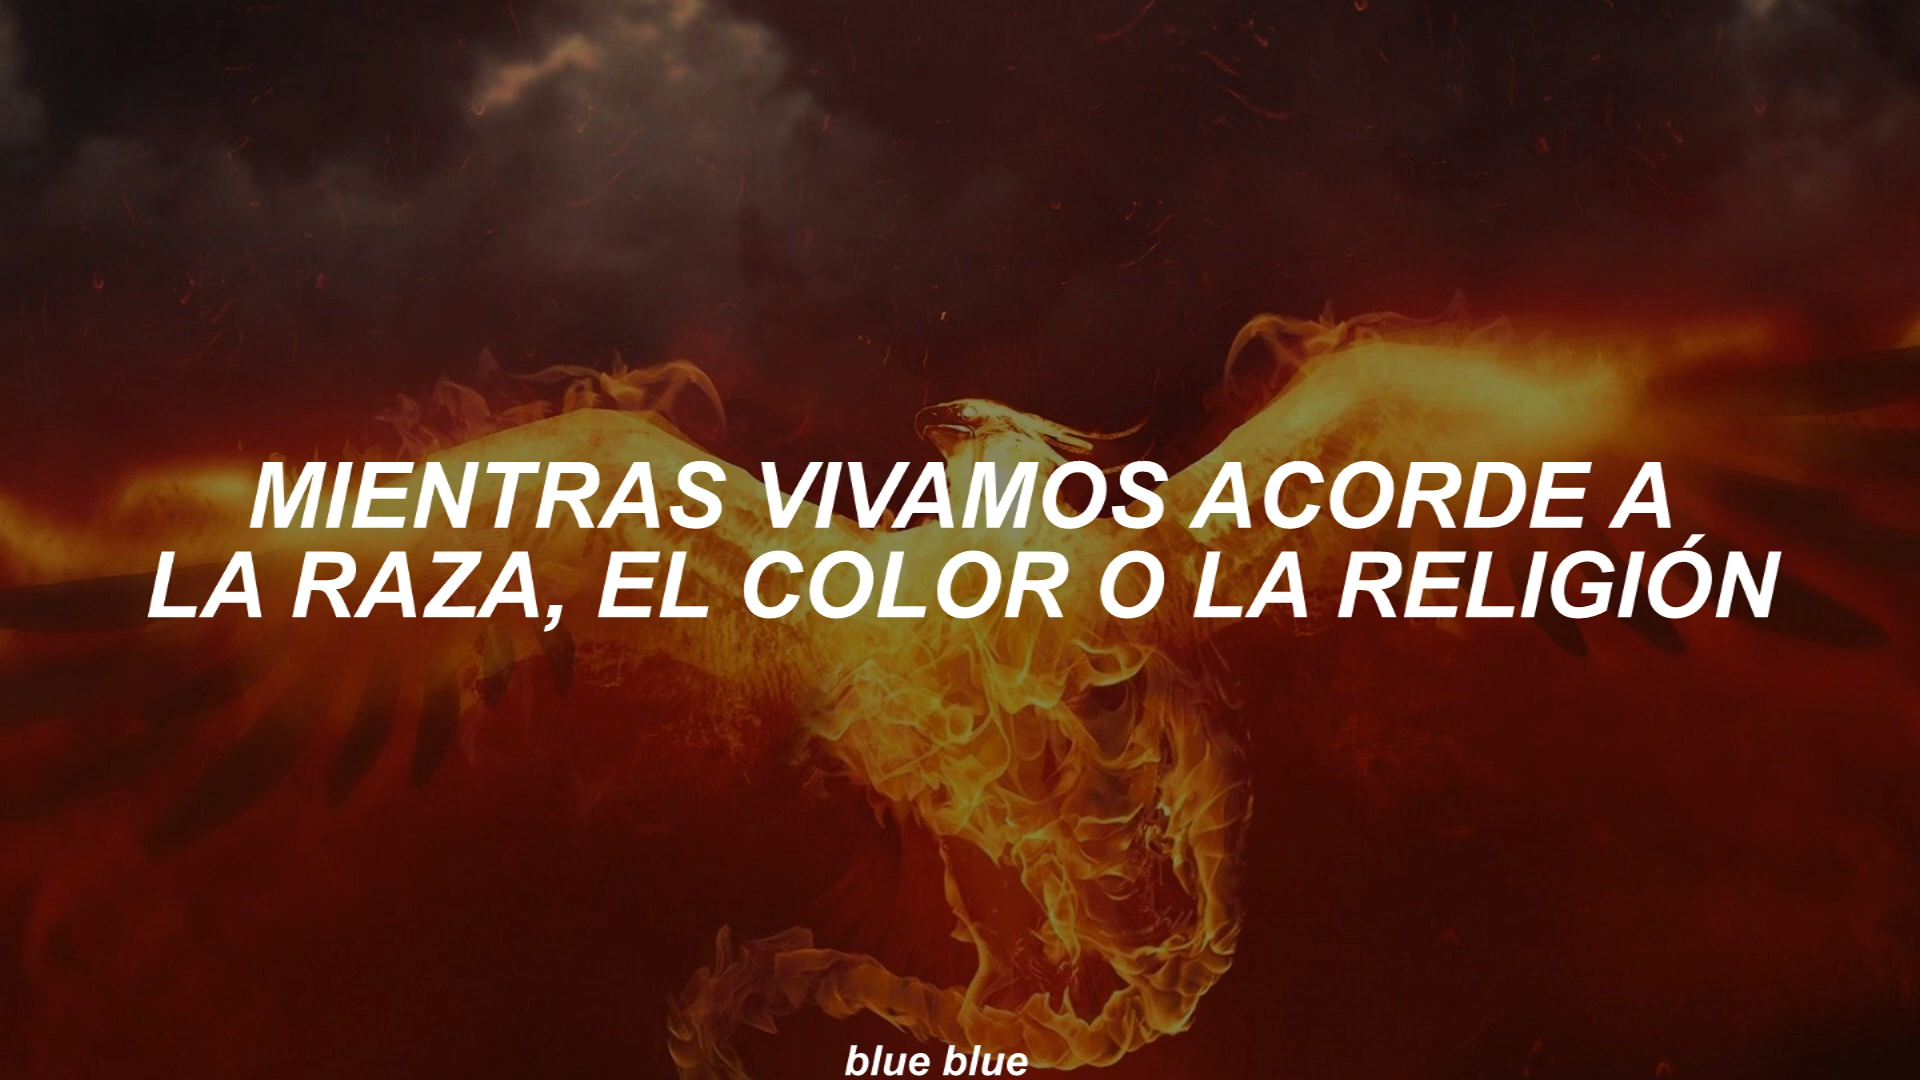 MIENTRAS VIVAMOS ACORDE A
LA RAZA, EL COLOR O LA RELIGIÓN
blue blue